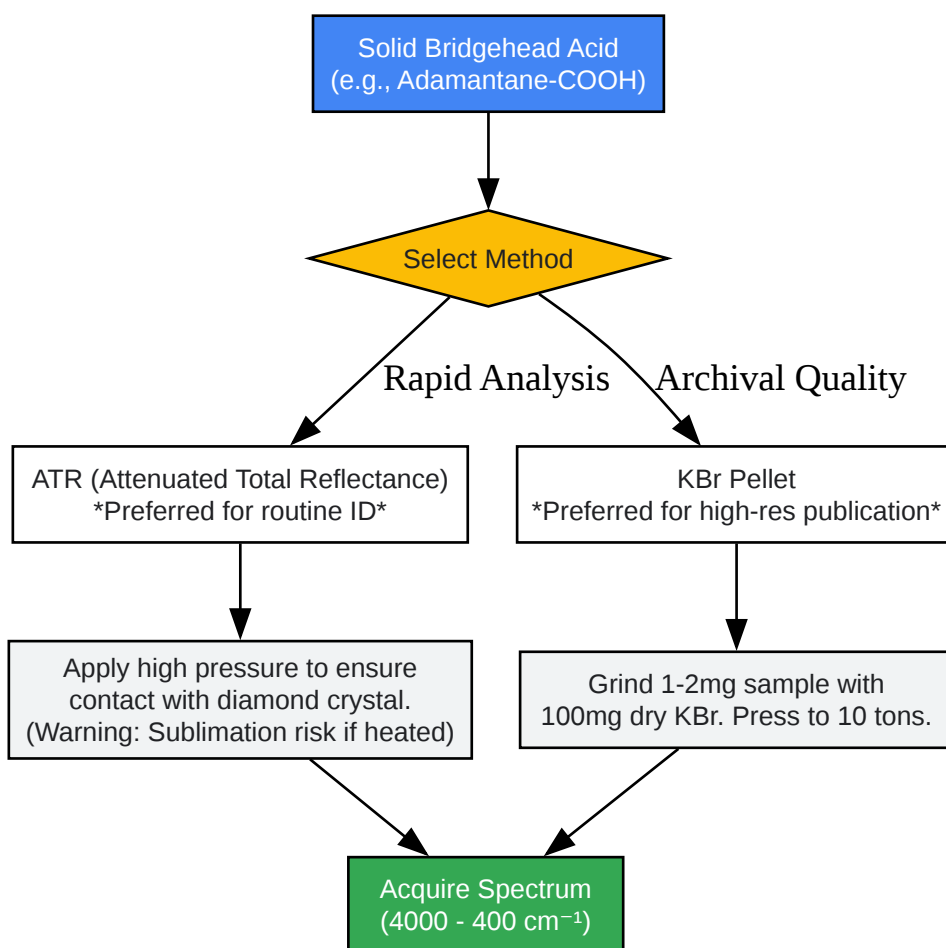 Solid Bridgehead Acid
(e.g., Adamantane-COOH)
Select Method
Rapid Analysis
Archival Quality
ATR (Attenuated Total Reflectance)
*Preferred for routine ID*
KBr Pellet
*Preferred for high-res publication*
Apply high pressure to ensure
contact with diamond crystal.
(Warning: Sublimation risk if heated)
Grind 1-2mg sample with
100mg dry KBr. Press to 10 tons.
Acquire Spectrum
(4000 - 400 cm⁻¹)